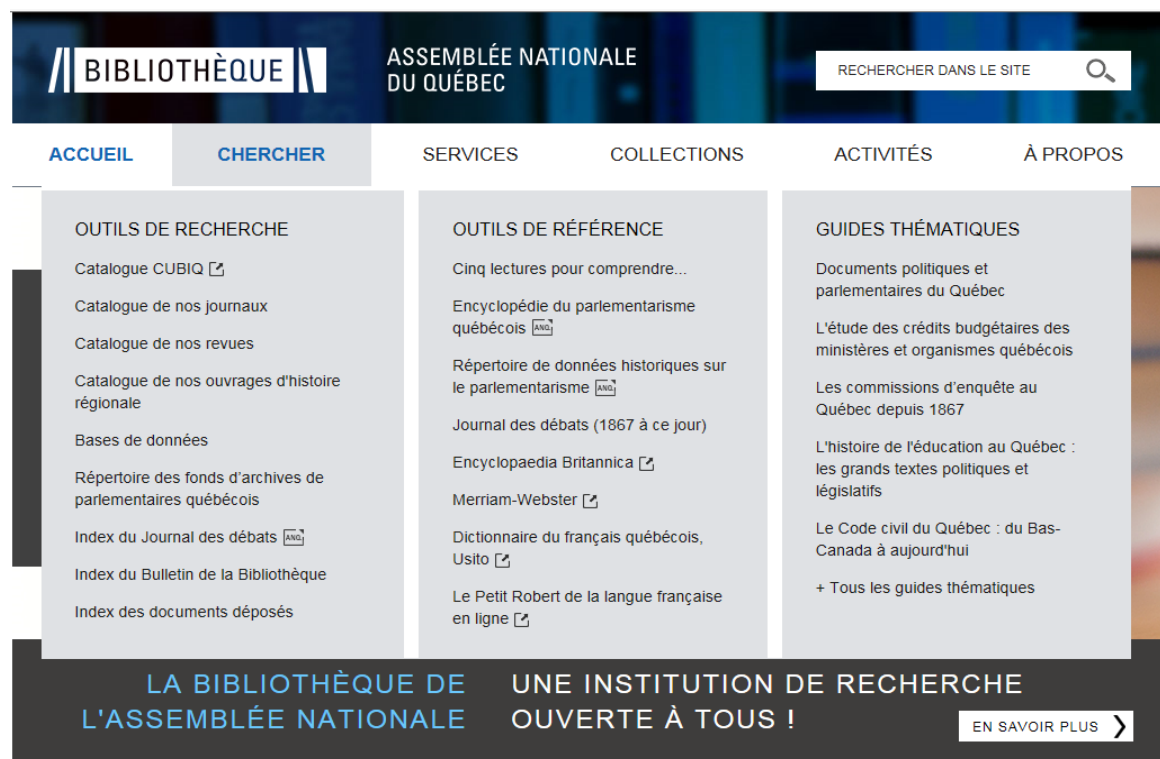 BIBLIOTHÈQUE
ASSEMBLÉE NATIONALE
DU QUÉBEC
RECHERCHER DANS LE SITE
ACCUEIL
CHERCHER
SERVICES
COLLECTIONS
ACTIVITÉS
À PROPOS
OUTILS DE RECHERCHE
Catalogue CUBIQ
Catalogue de nos journaux
Catalogue de nos revues
Catalogue de nos ouvrages d'histoire
régionale
Bases de données
Répertoire des fonds d’archives de
parlementaires québécois
Index du Journal des débats ANQ
Index du Bulletin de la Bibliothèque
Index des documents déposés
OUTILS DE RÉFÉRENCE
Cinq lectures pour comprendre...
Encyclopédie du parlementarisme
québécois ANQ
Répertoire de données historiques sur
le parlementarisme ANQ
Journal des débats (1867 à ce jour)
Encyclopaedia Britannica
Merriam-Webster
Dictionnaire du français québécois,
Usito
Le Petit Robert de la langue française
en ligne
GUIDES THÉMATIQUES
Documents politiques et
parlementaires du Québec
L'étude des crédits budgétaires des
ministères et organismes québécois
Les commissions d’enquête au
Québec depuis 1867
L'histoire de l'éducation au Québec :
les grands textes politiques et
législatifs
Le Code civil du Québec : du Bas-
Canada à aujourd'hui
+ Tous les guides thématiques
LA BIBLIOTHÈQUE DE
L'ASSEMBLÉE NATIONALE
UNE INSTITUTION DE RECHERCHE
OUVERTE À TOUS !
EN SAVOIR PLUS